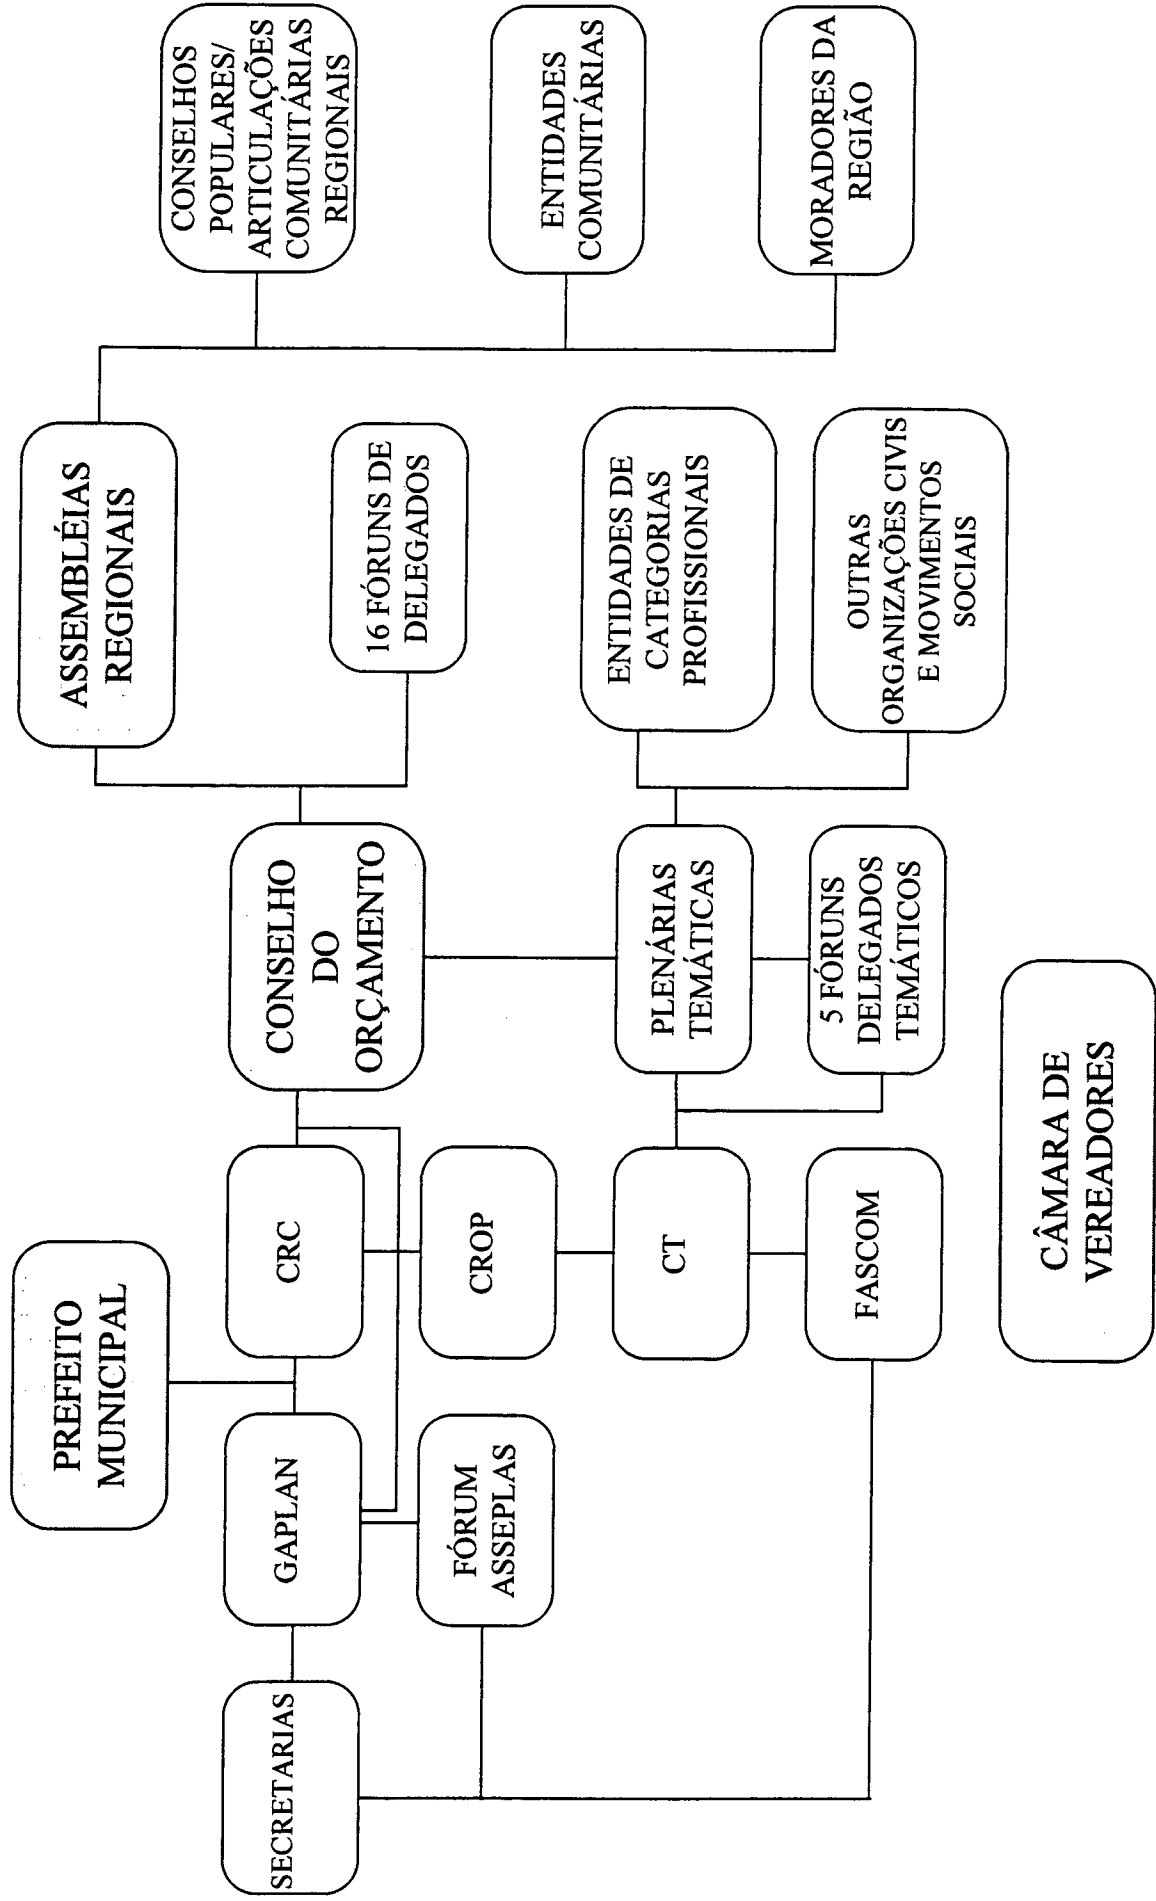 PREFEITO
MUNICIPAL
ASSEMBLÉIAS
REGIONAIS
SECRETARIAS
GAPLAN
CRC
CONSELHO
DO
ORÇAMENTO
16 FÓRUNS DE
DELEGADOS
CONSELHOS
POPULARES/
ARTICULAÇÕES
COMUNITÁRIAS
REGIONAIS
FÓRUM
ASSEPLAS
CROP
ENTIDADES
COMUNITÁRIAS
CT
PLENÁRIAS
TEMÁTICAS
ENTIDADES DE
CATEGORIAS
PROFISSIONAIS
MORADORES DA
REGIÃO
FASCOM
5 FÓRUNS
DELEGADOS
TEMÁTICOS
OUTRAS
ORGANIZAÇÕES CIVIS
E MOVIMENTOS
SOCIAIS
CÂMARA DE
VEREADORES